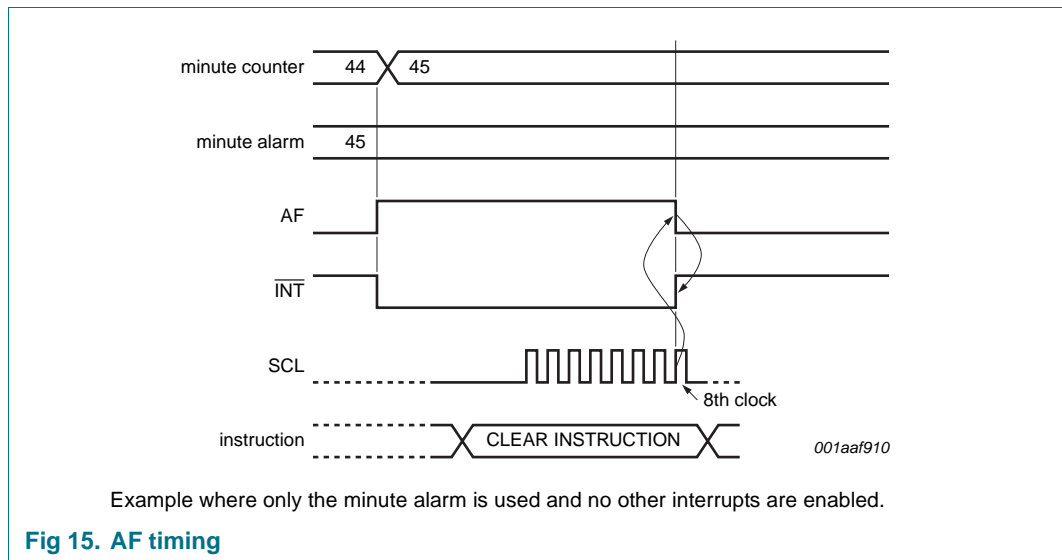 minute counter 44 45
minute alarm 45
AF
INT
SCL
8th clock
instruction CLEAR INSTRUCTION
001aaf910
Example where only the minute alarm is used and no other interrupts are enabled.
Fig 15. AF timing